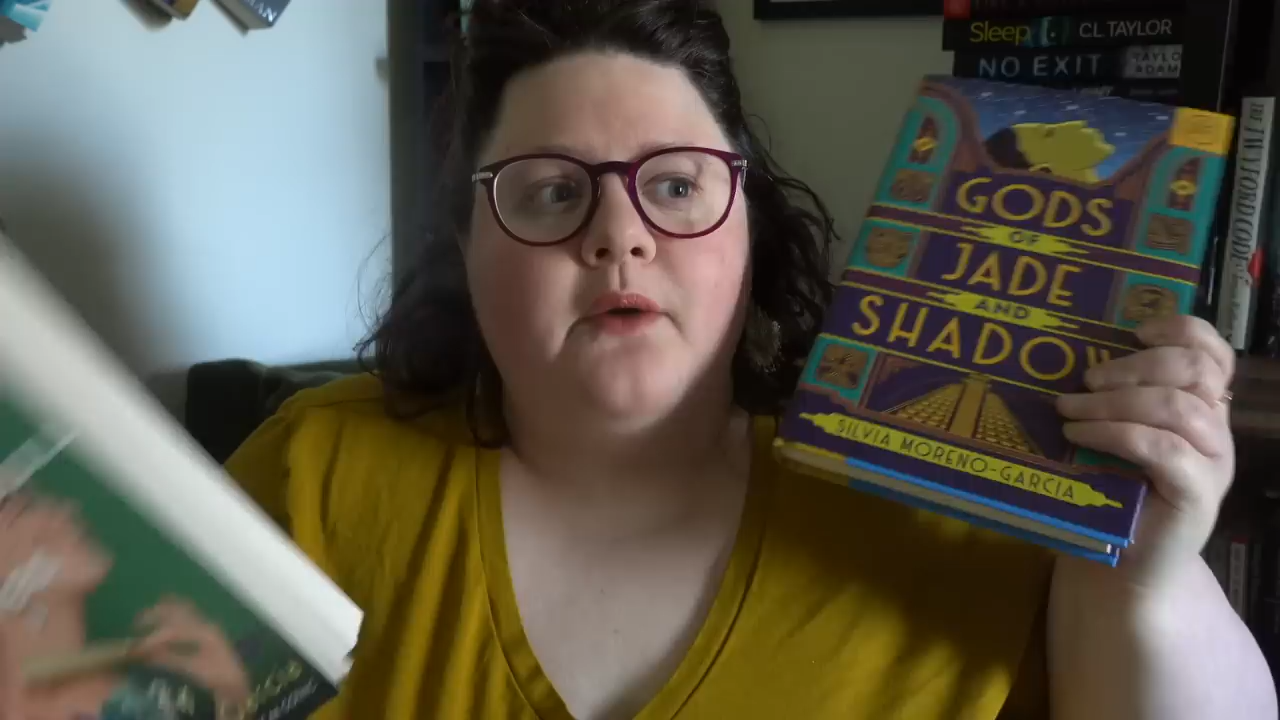 Sleep
CL TAYLOR
NO EXIT
TAYLOR
ADAMS
GODS
OF
JADE
AND
SHADOW
SILVIA MORENO-GARCIA